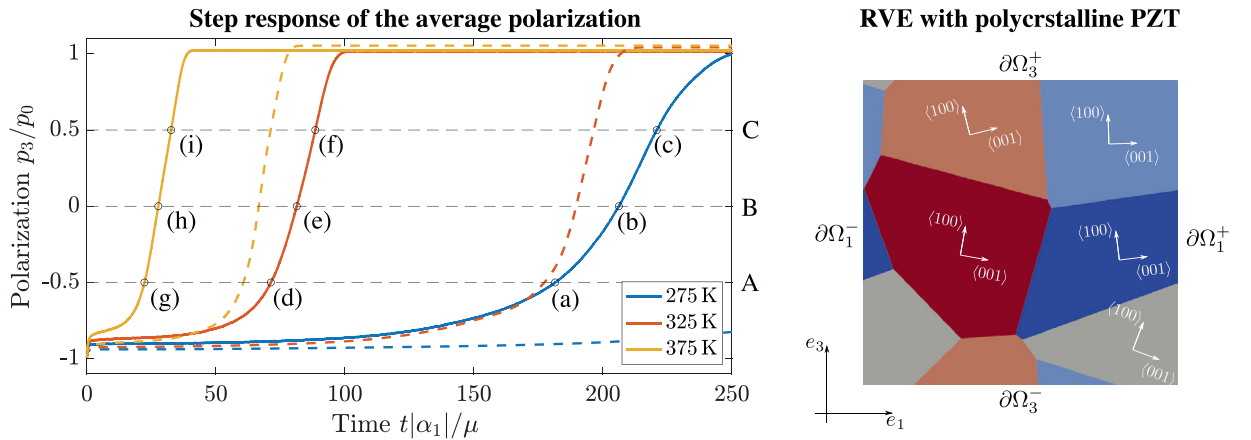 Step response of the average polarization
Polarization p₃/p₀
1
0.5
0
-0.5
-1
(i)
(f)
(c)
(h)
(e)
(b)
(g)
(d)
(a)
C
B
A
275 K
325 K
375 K
0
50
100
150
200
250
Time t|α₁|/μ
RVE with polycrstalline PZT
∂Ω₃⁺
⟨100⟩
⟨001⟩
⟨100⟩
⟨001⟩
∂Ω₁⁻
⟨100⟩
⟨001⟩
⟨100⟩
⟨001⟩
∂Ω₁⁺
⟨100⟩
⟨001⟩
e₃
e₁
∂Ω₃⁻